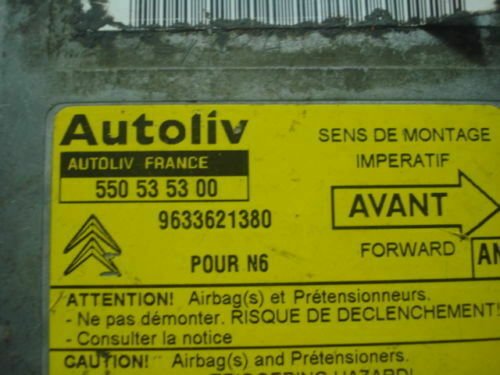 Autoliv
SENS DE MONTAGE
IMPERATIF
AUTOLIV FRANCE
550 53 53 00
AVANT
9633621380
FORWARD
POUR N6
ATTENTION! Airbag(s) et Prétensionneurs.
- Ne pas démonter. RISQUE DE DECLENCHEMENT!
- Consulter la notice
CAUTION! Airbag(s) and Pretensioners.